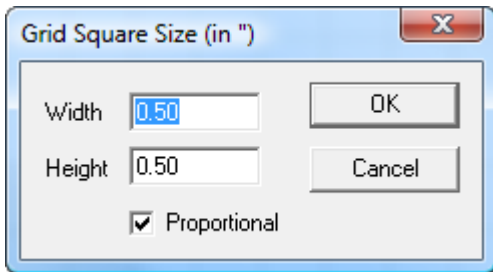 Grid Square Size (in ")
Width 0.50 OK
Height 0.50 Cancel
Proportional